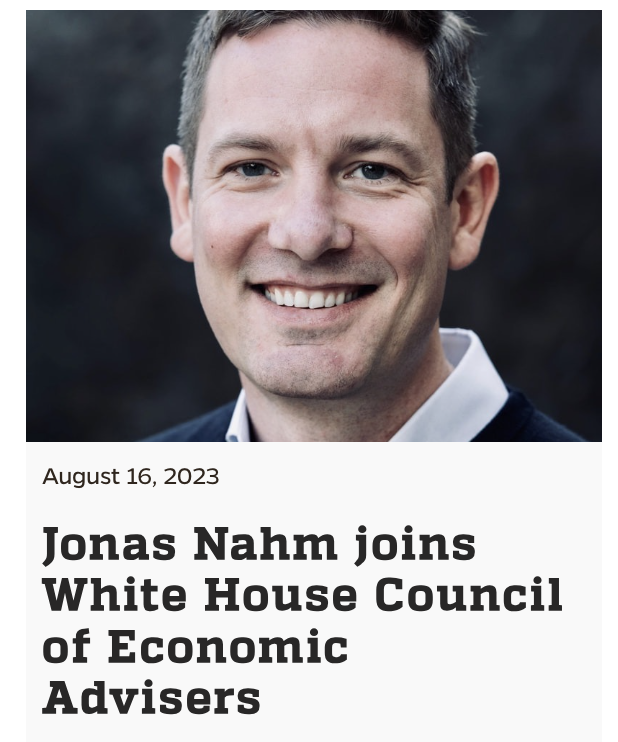 August 16, 2023
Jonas Nahm joins
White House Council
of Economic
Advisers